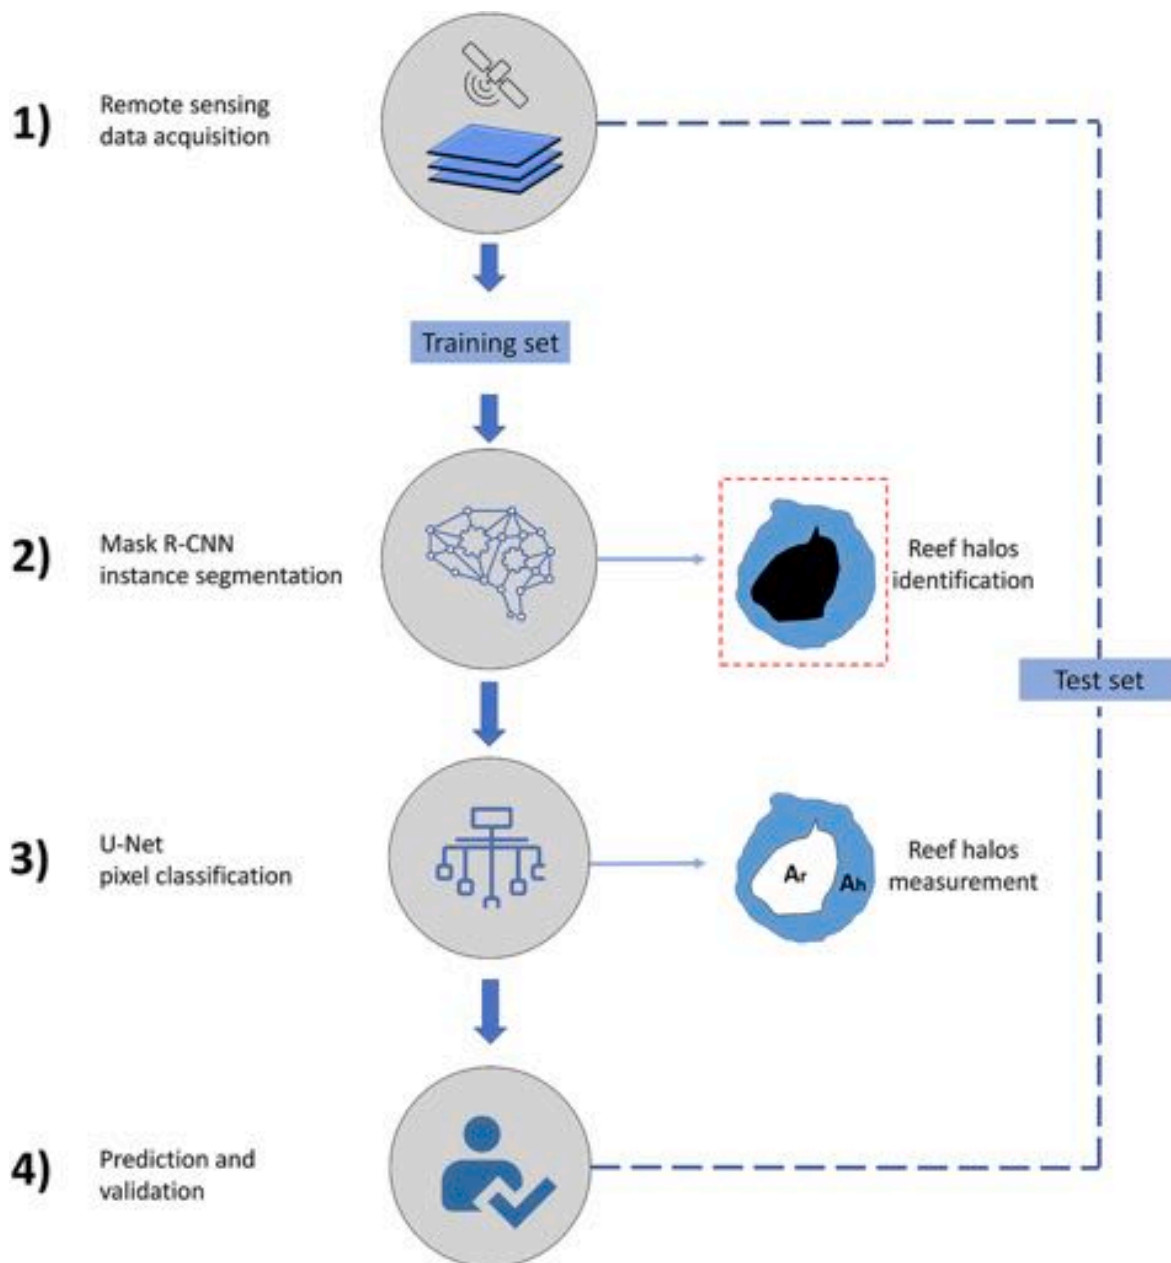 1)
Remote sensing
data acquisition
Training set
2)
Mask R-CNN
instance segmentation
Reef halos
identification
Test set
3)
U-Net
pixel classification
Ar
Ah
Reef halos
measurement
4)
Prediction and
validation